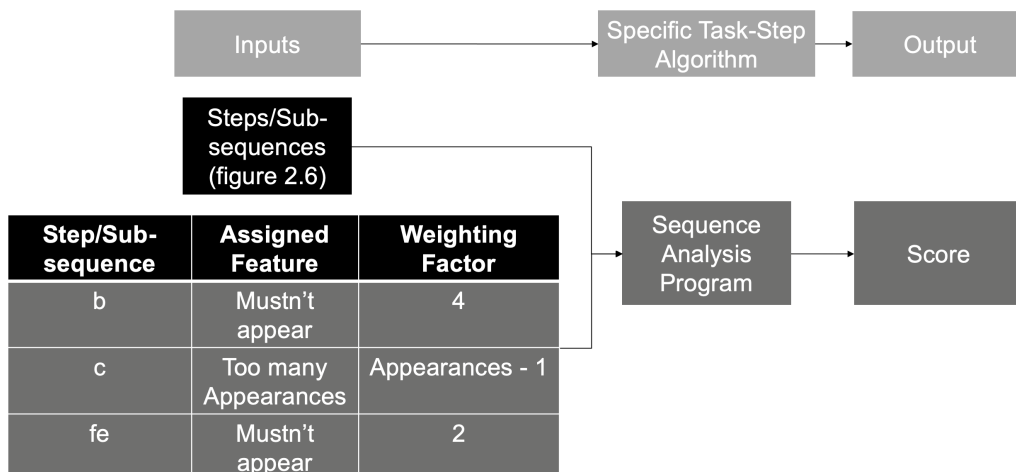 Inputs
Specific Task-Step
Algorithm
Output
Steps/Sub-
sequences
(figure 2.6)
Step/Sub-
sequence
Assigned
Feature
Weighting
Factor
b
Mustn't
appear
4
c
Too many
Appearances
Appearances - 1
fe
Mustn't
appear
2
Sequence
Analysis
Program
Score